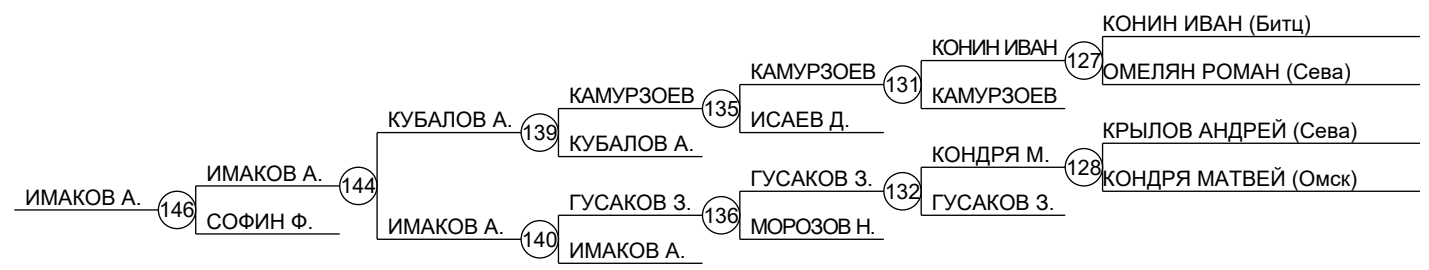 КОНИН ИВАН (Битц)
КОНИН ИВАН
127
КАМУРЗОЕВ
ОМЕЛЯН РОМАН (Сева)
131
КАМУРЗОЕВ
КАМУРЗОЕВ
135
КУБАЛОВ А.
ИСАЕВ Д.
139
КУБАЛОВ А.
КРЫЛОВ АНДРЕЙ (Сева)
КОНДРЯ М.
128
ИМАКОВ А.
ГУСАКОВ З.
КОНДРЯ МАТВЕЙ (Омск)
144
132
ИМАКОВ А.
ГУСАКОВ З.
ГУСАКОВ З.
146
136
СОФИН Ф.
ИМАКОВ А.
МОРОЗОВ Н.
140
ИМАКОВ А.